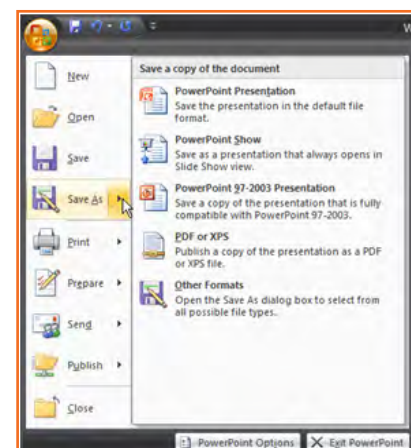 W
New
Open
Save
Save As
Print
Prepare
Send
Publish
Close
Save a copy of the document
PowerPoint Presentation
Save the presentation in the default file
format.
PowerPoint Show
Save as a presentation that always opens in
Slide Show view.
PowerPoint 97-2003 Presentation
Save a copy of the presentation that is fully
compatible with PowerPoint 97-2003.
PDF or XPS
Publish a copy of the presentation as a PDF
or XPS file.
Other Formats
Open the Save As dialog box to select from
all possible file types.
PowerPoint Options
Exit PowerPoint